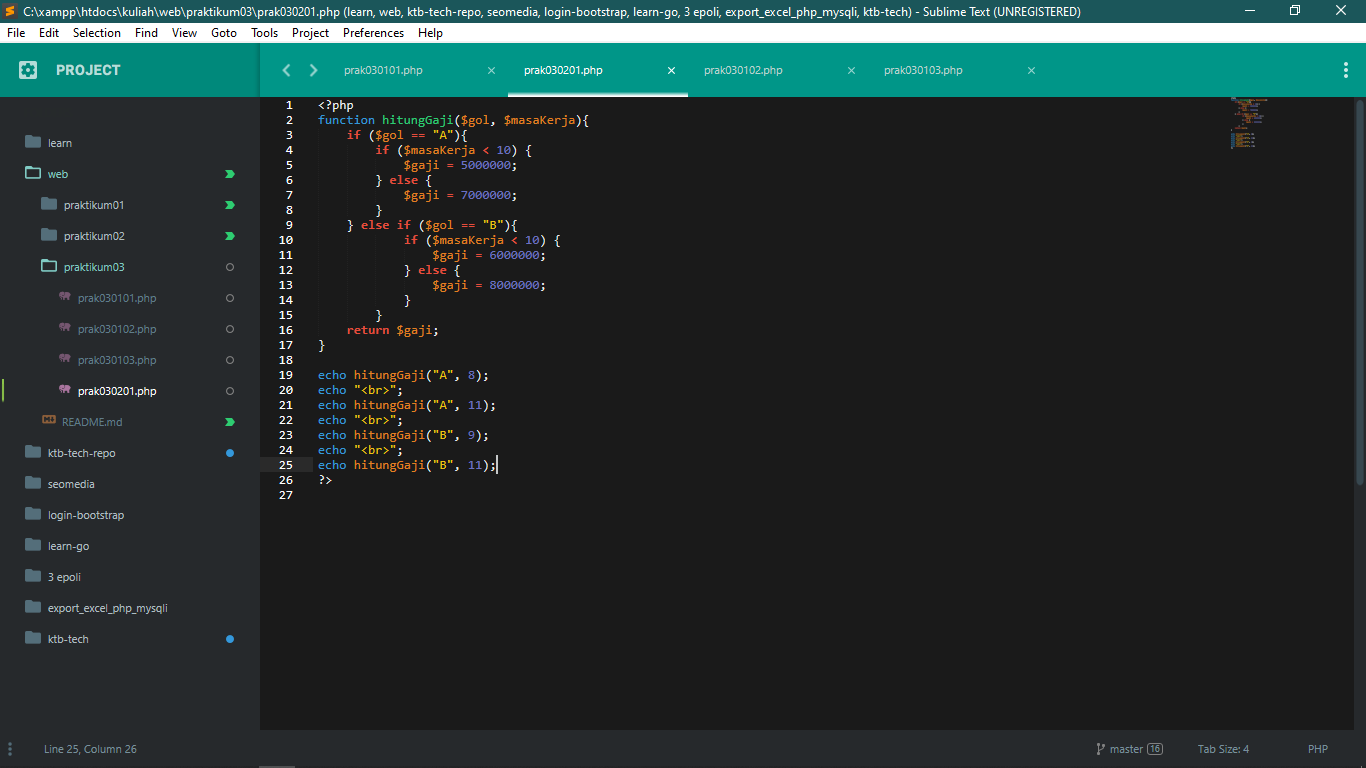 C:\xampp\htdocs\kuliah\web\praktikum03\prak030201.php (learn, web, ktb-tech-repo, seomedia, login-bootstrap, learn-go, 3 epoli, export_excel_php_mysqli, ktb-tech) - Sublime Text (UNREGISTERED)
File Edit Selection Find View Goto Tools Project Preferences Help
PROJECT
prak030101.php prak030201.php prak030102.php prak030103.php
learn
web
praktikum01
praktikum02
praktikum03
prak030101.php
prak030102.php
prak030103.php
prak030201.php
README.md
ktb-tech-repo
seomedia
login-bootstrap
learn-go
3 epoli
export_excel_php_mysqli
ktb-tech
1 <?php
2 function hitungGaji($gol, $masaKerja){
3     if ($gol == "A"){
4         if ($masaKerja < 10) {
5             $gaji = 5000000;
6         } else {
7             $gaji = 7000000;
8         }
9     } else if ($gol == "B"){
10             if ($masaKerja < 10) {
11                 $gaji = 6000000;
12             } else {
13                 $gaji = 8000000;
14             }
15         }
16     return $gaji;
17 }
18
19 echo hitungGaji("A", 8);
20 echo "<br>";
21 echo hitungGaji("A", 11);
22 echo "<br>";
23 echo hitungGaji("B", 9);
24 echo "<br>";
25 echo hitungGaji("B", 11);
26 ?>
27
Line 25, Column 26 master 16 Tab Size: 4 PHP